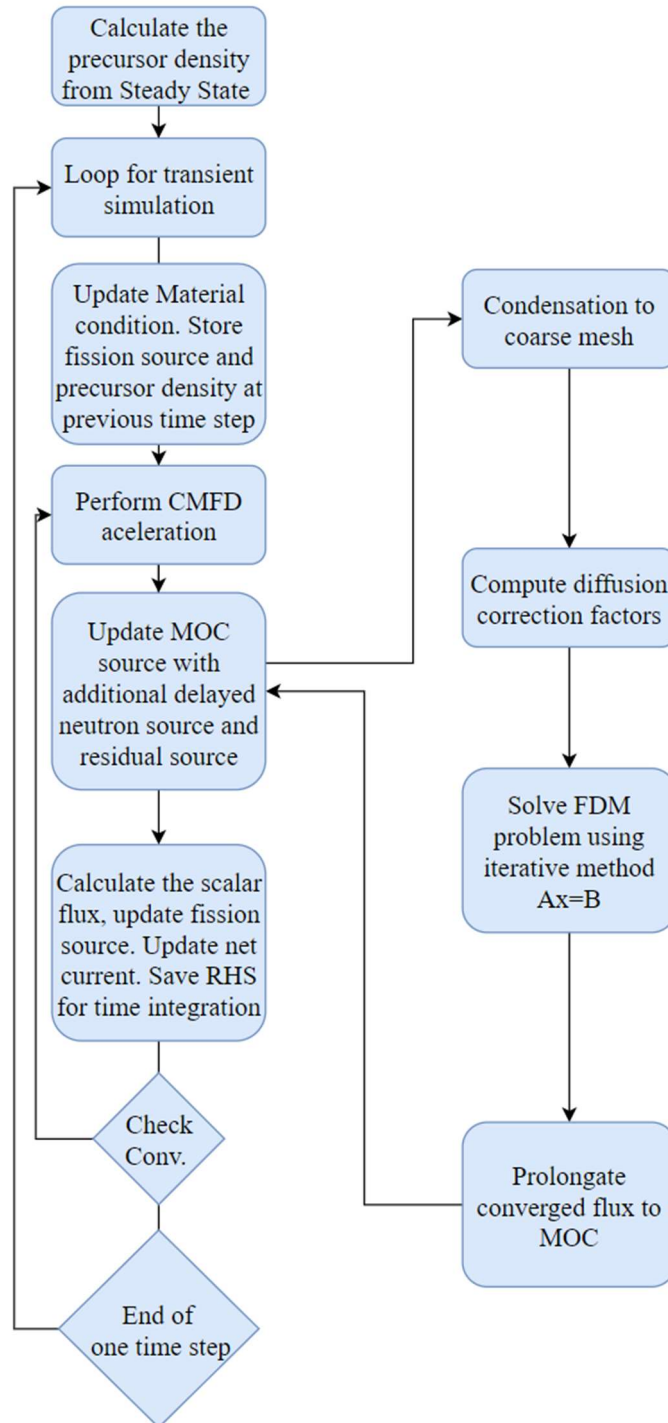 Calculate the
precursor density
from Steady State
Loop for transient
simulation
Update Material
condition. Store
fission source and
precursor density at
previous time step
Perform CMFD
aceleration
Update MOC
source with
additional delayed
neutron source and
residual source
Calculate the scalar
flux, update fission
source. Update net
current. Save RHS
for time integration
Check
Conv.
End of
one time step
Condensation to
coarse mesh
Compute diffusion
correction factors
Solve FDM
problem using
iterative method
Ax=B
Prolongate
converged flux to
MOC